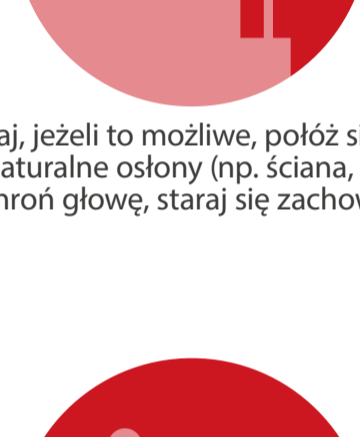 aj, jeżeli to możliwe, połóż si
aturalne osłony (np. ściana,
hroń głowę, staraj się zachow